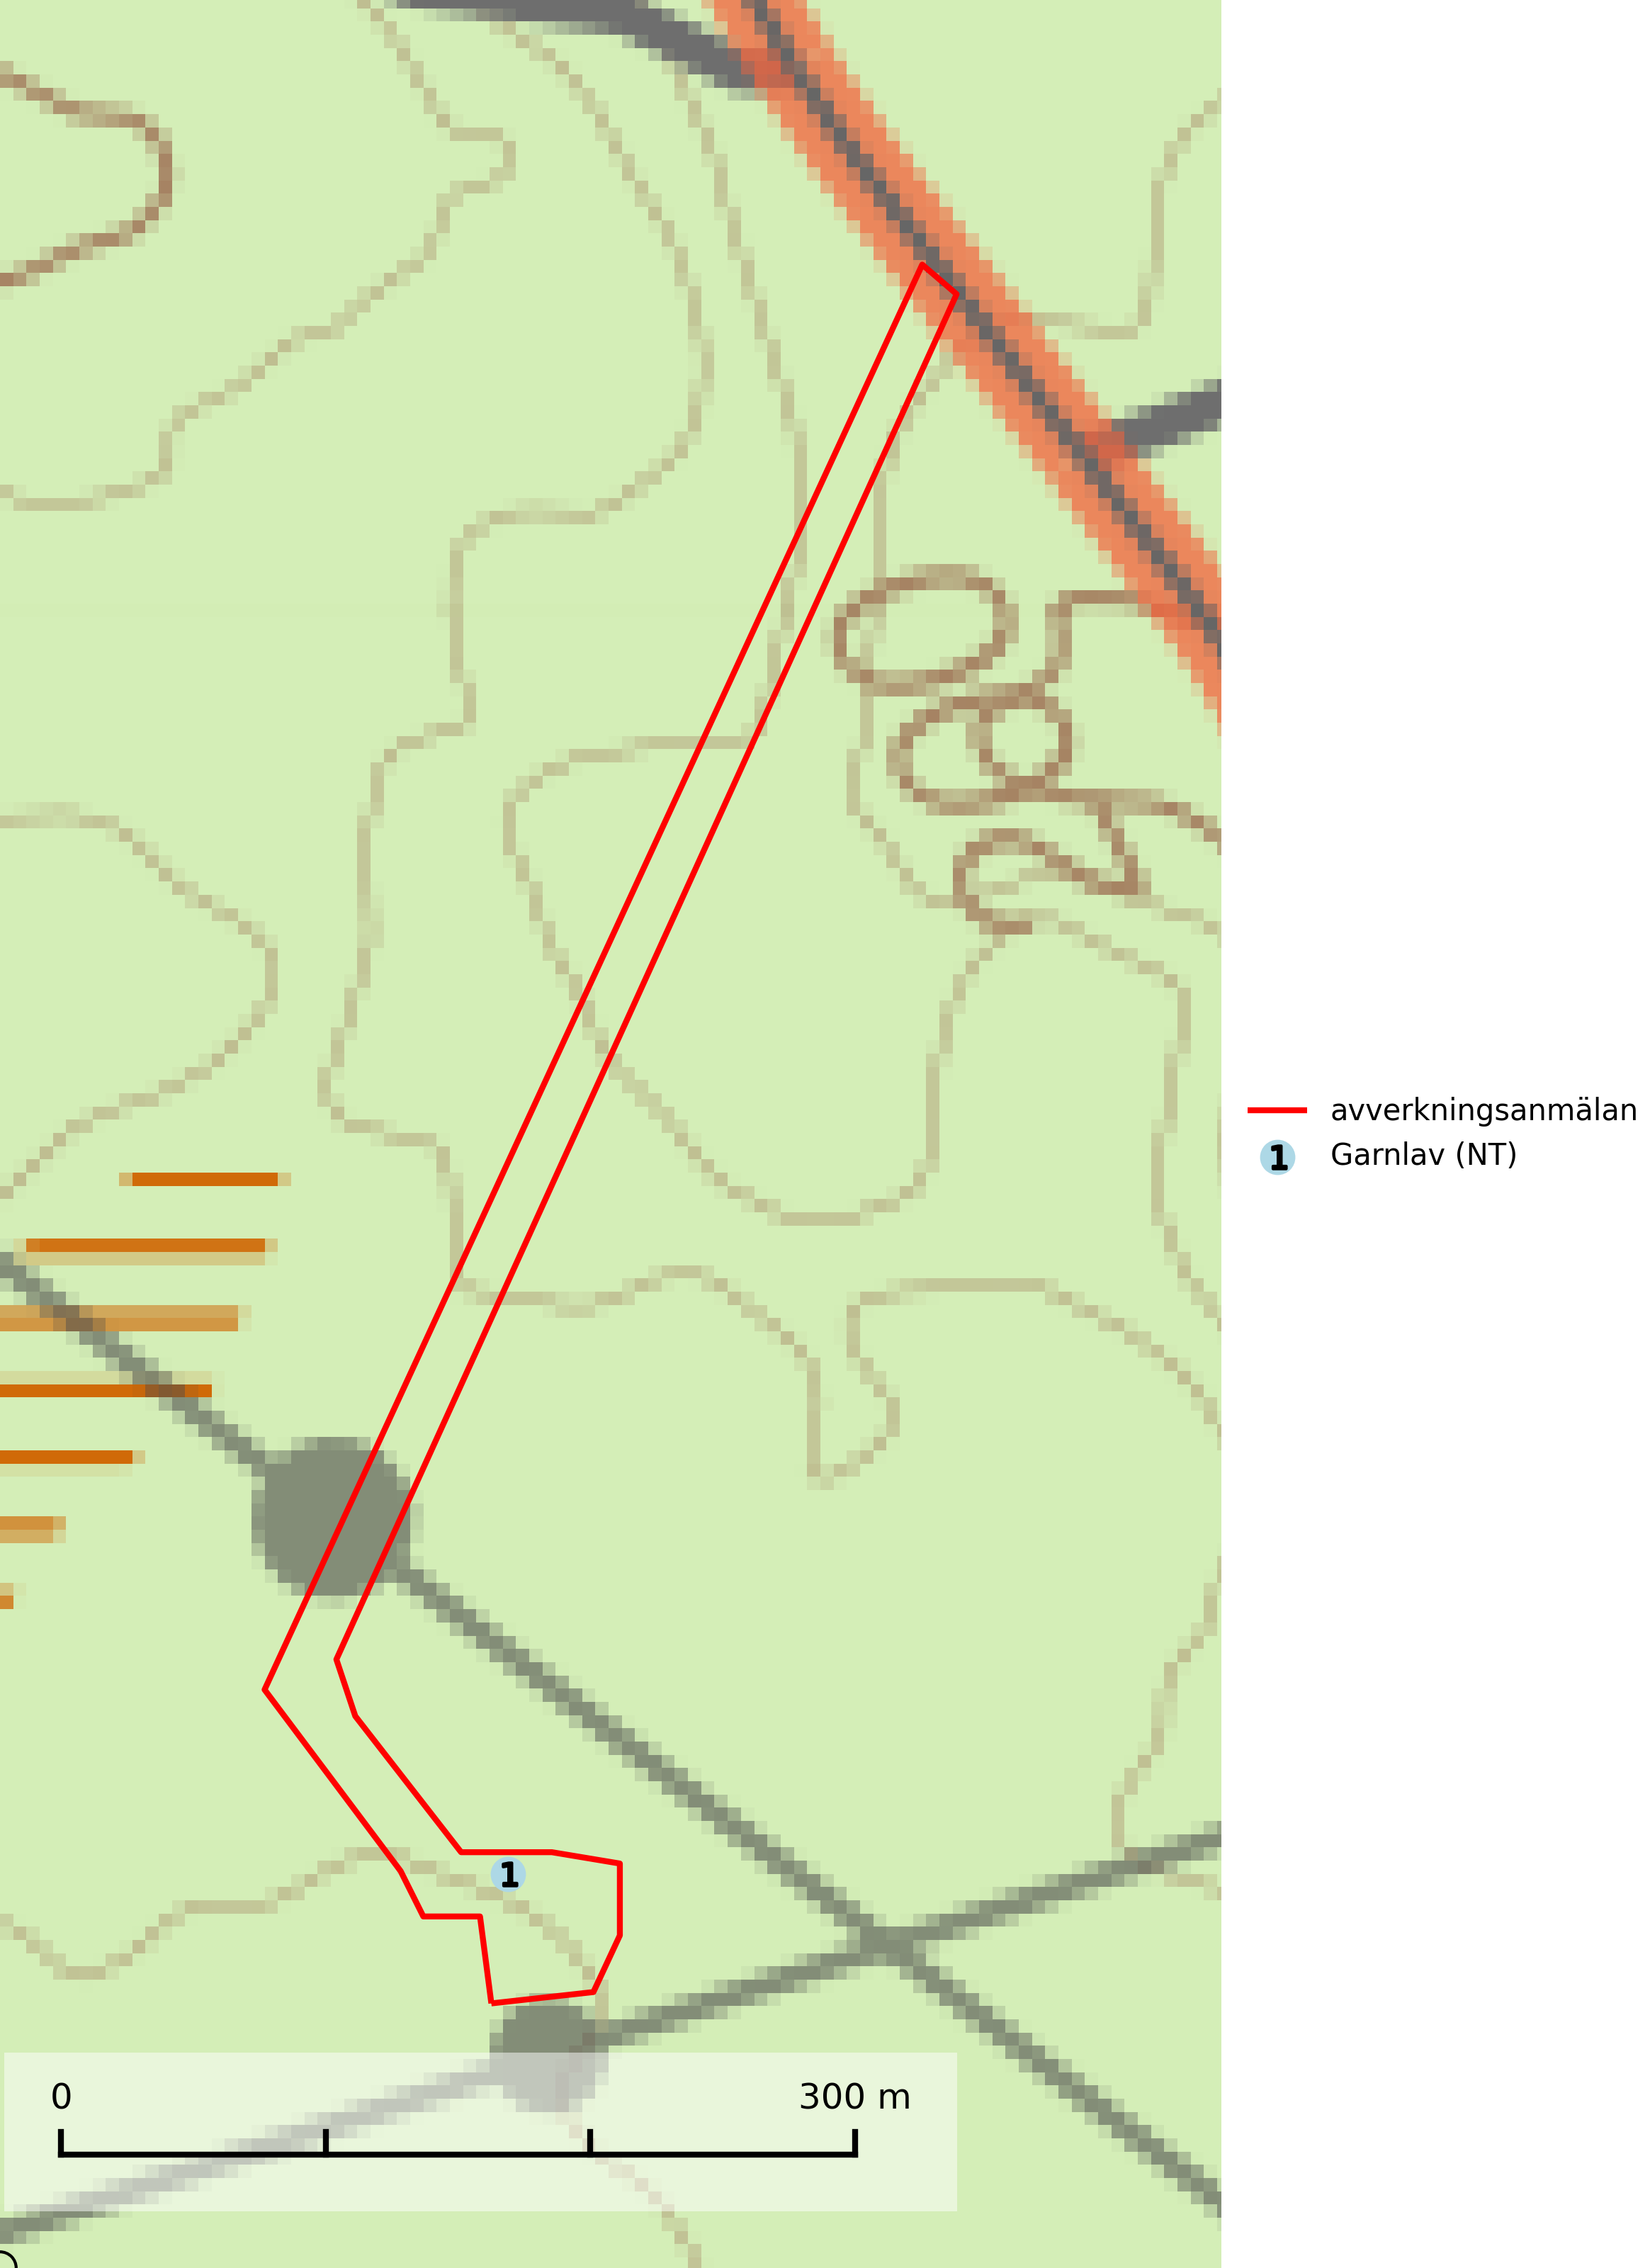 avverkningsanmälan
1 Garnlav (NT)
1
0 300 m